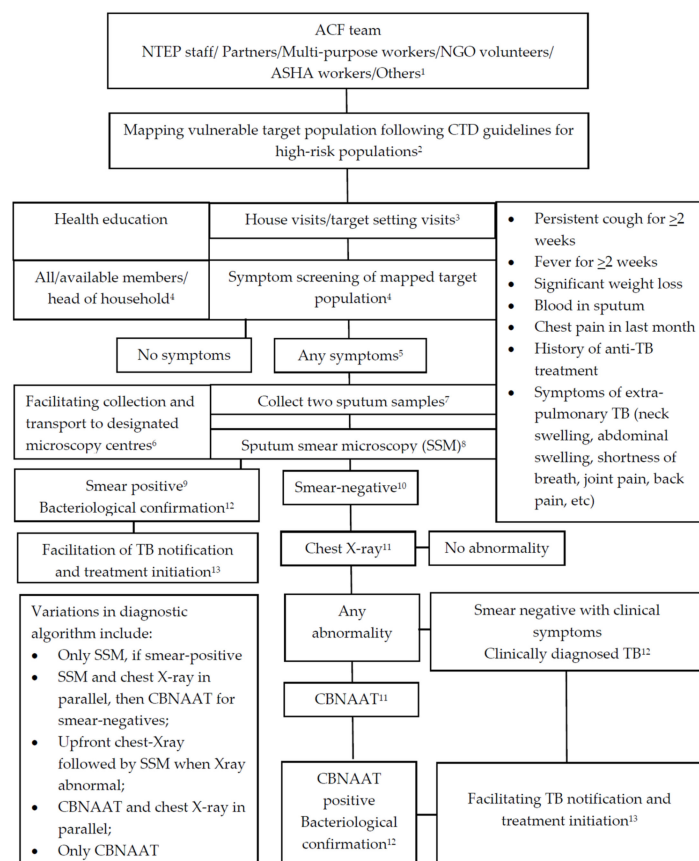 ACF team
NTEP staff/ Partners/Multi-purpose workers/NGO volunteers/
ASHA workers/Others¹
Mapping vulnerable target population following CTD guidelines for
high-risk populations²
Health education
House visits/target setting visits³
All/available members/
head of household⁴
Symptom screening of mapped target
population⁴
• Persistent cough for ≥2
weeks
• Fever for ≥2 weeks
• Significant weight loss
• Blood in sputum
• Chest pain in last month
• History of anti-TB
treatment
• Symptoms of extra-
pulmonary TB (neck
swelling, abdominal
swelling, shortness of
breath, joint pain, back
pain, etc)
No symptoms
Any symptoms⁵
Facilitating collection and
transport to designated
microscopy centres⁶
Collect two sputum samples⁷
Sputum smear microscopy (SSM)⁸
Smear positive⁹
Bacteriological confirmation¹²
Smear-negative¹⁰
Facilitation of TB notification
and treatment initiation¹³
Chest X-ray¹¹
No abnormality
Variations in diagnostic
algorithm include:
• Only SSM, if smear-positive
• SSM and chest X-ray in
parallel, then CBNAAT for
smear-negatives;
• Upfront chest-Xray
followed by SSM when Xray
abnormal;
• CBNAAT and chest X-ray in
parallel;
• Only CBNAAT
Any
abnormality
Smear negative with clinical
symptoms
Clinically diagnosed TB¹²
CBNAAT¹¹
CBNAAT
positive
Bacteriological
confirmation¹²
Facilitating TB notification and
treatment initiation¹³